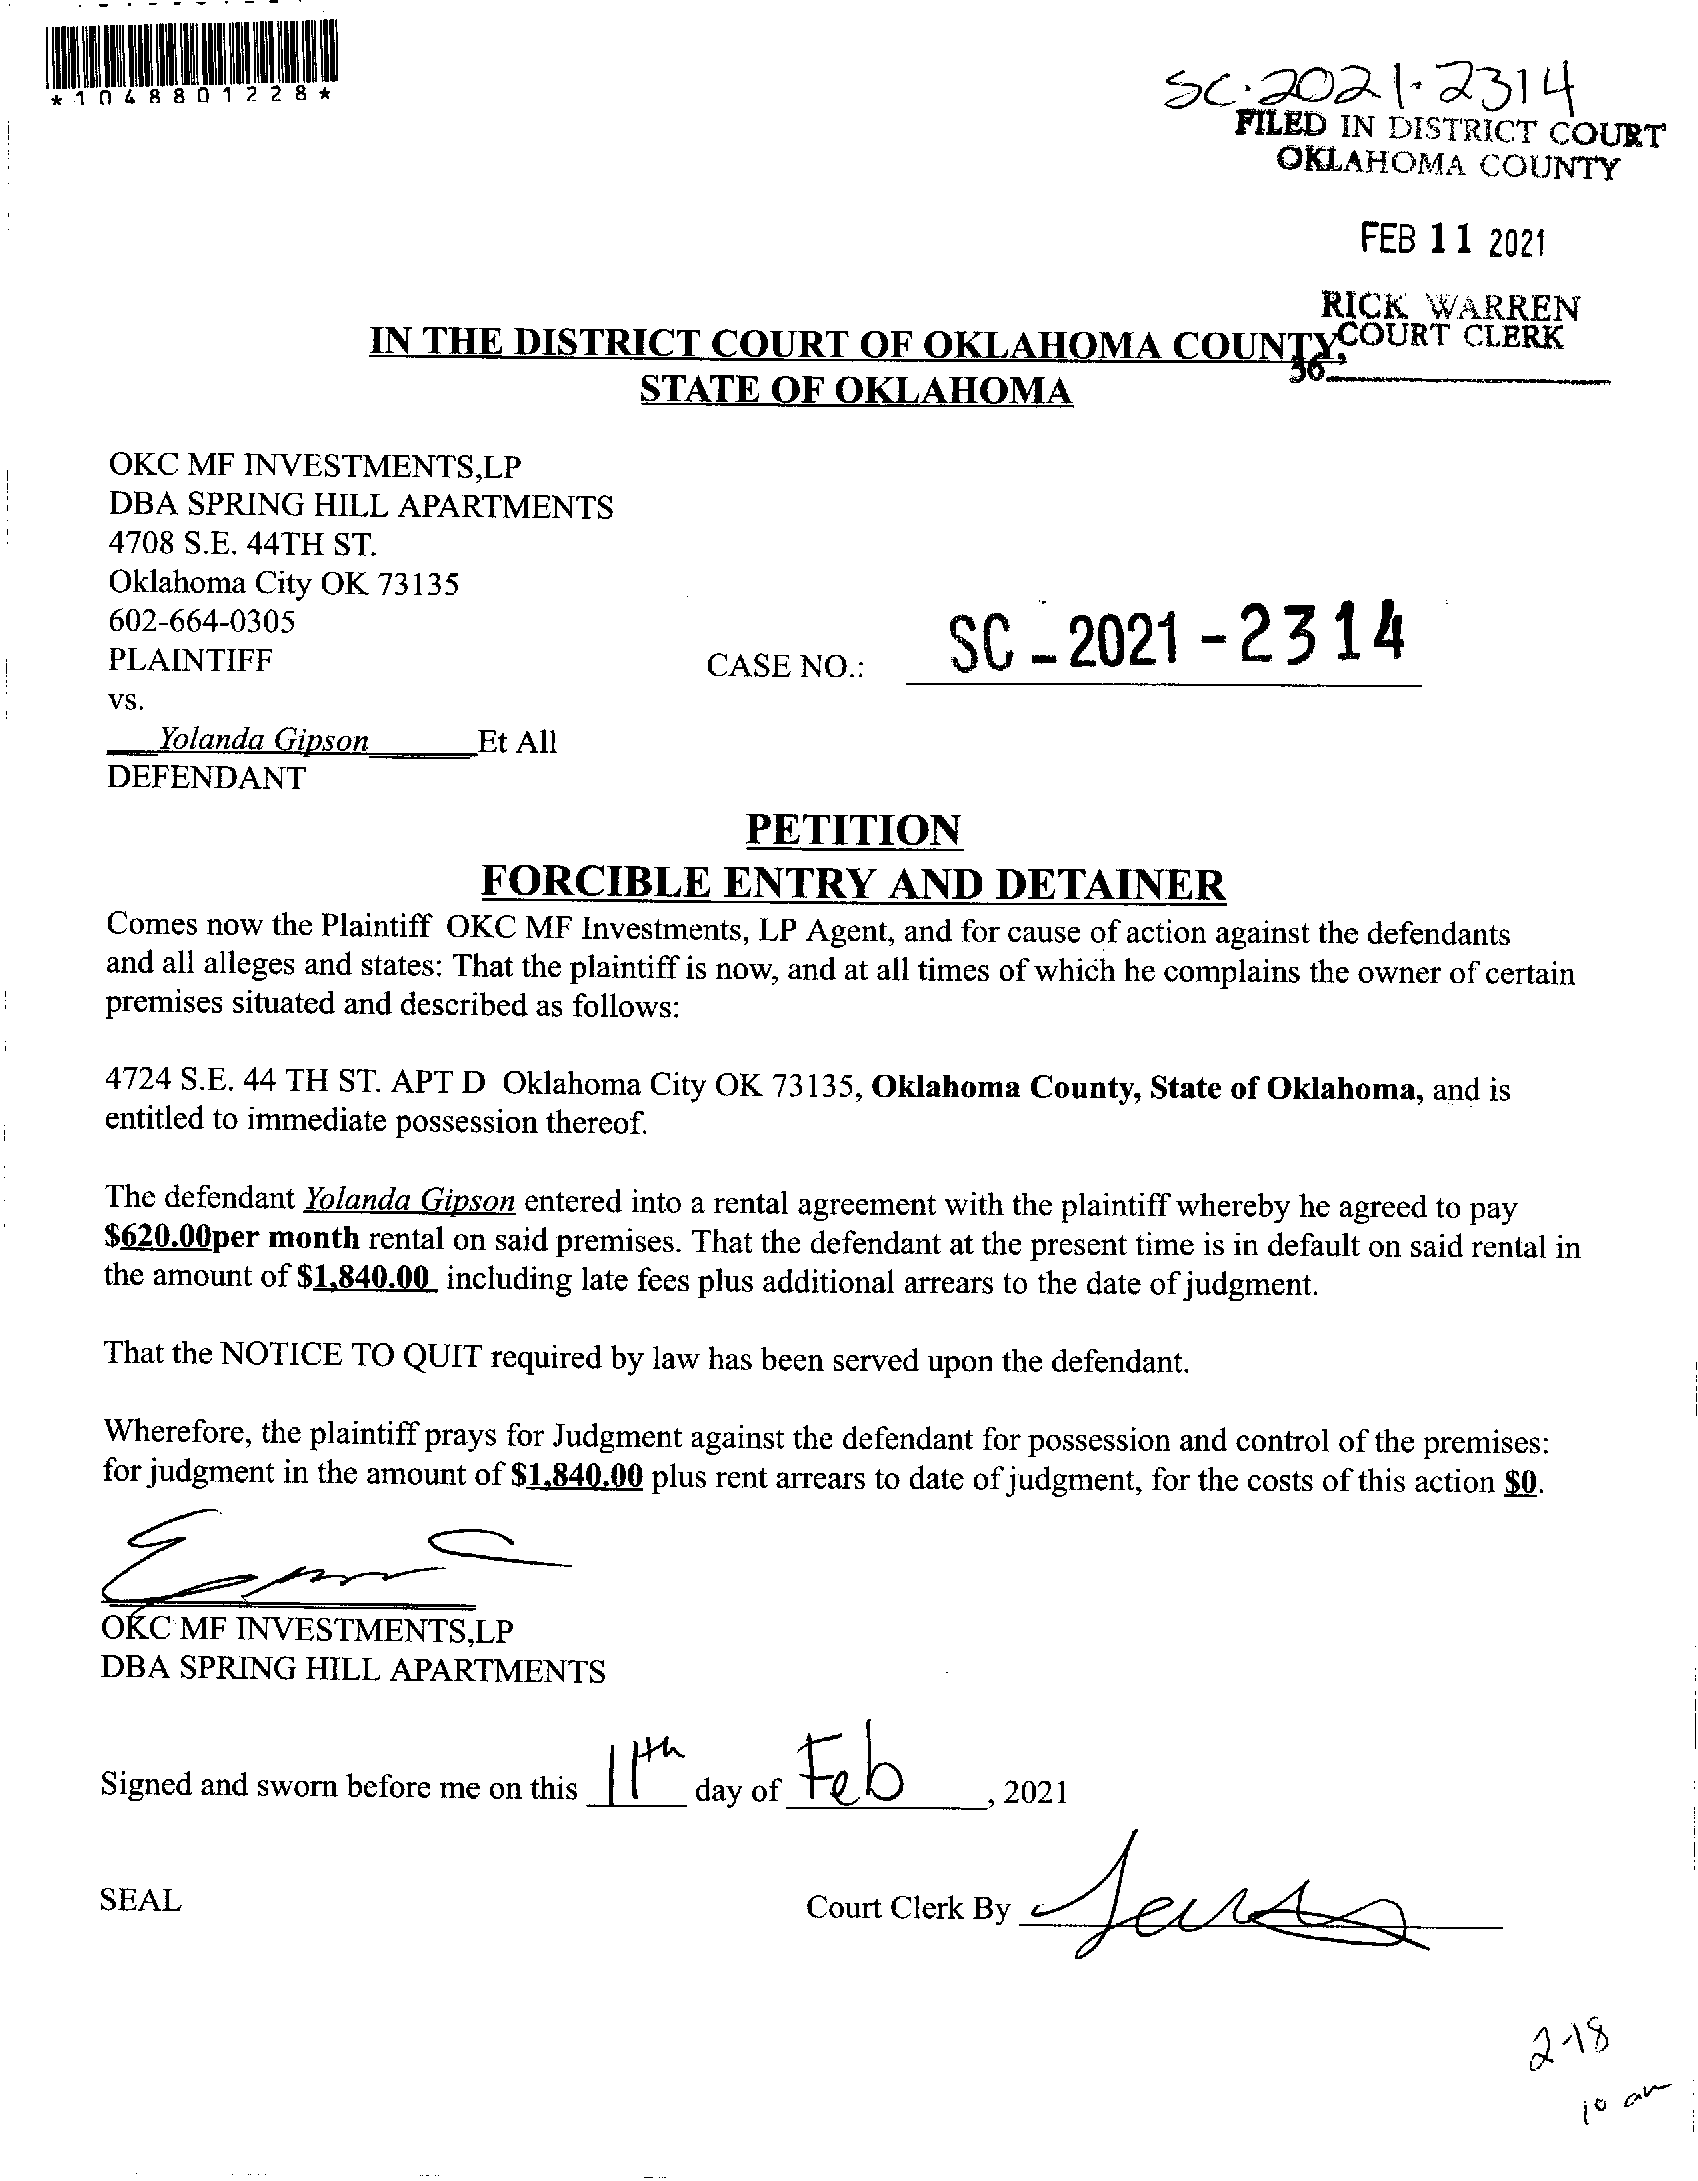 *1048801228*
SC-2021-2314
FILED IN DISTRICT COURT
OKLAHOMA COUNTY
FEB 11 2021
RICK WARREN
COURT CLERK
36
IN THE DISTRICT COURT OF OKLAHOMA COUNTY,
STATE OF OKLAHOMA
OKC MF INVESTMENTS,LP
DBA SPRING HILL APARTMENTS
4708 S.E. 44TH ST.
Oklahoma City OK 73135
602-664-0305
PLAINTIFF
CASE NO.: SC-2021-2314
vs.
Yolanda Gipson Et All
DEFENDANT
PETITION
FORCIBLE ENTRY AND DETAINER
Comes now the Plaintiff OKC MF Investments, LP Agent, and for cause of action against the defendants
and all alleges and states: That the plaintiff is now, and at all times of which he complains the owner of certain
premises situated and described as follows:
4724 S.E. 44 TH ST. APT D Oklahoma City OK 73135, Oklahoma County, State of Oklahoma, and is
entitled to immediate possession thereof.
The defendant Yolanda Gipson entered into a rental agreement with the plaintiff whereby he agreed to pay
$620.00per month rental on said premises. That the defendant at the present time is in default on said rental in
the amount of $1,840.00 including late fees plus additional arrears to the date of judgment.
That the NOTICE TO QUIT required by law has been served upon the defendant.
Wherefore, the plaintiff prays for Judgment against the defendant for possession and control of the premises:
for judgment in the amount of $1,840.00 plus rent arrears to date of judgment, for the costs of this action $0.
OKC MF INVESTMENTS,LP
DBA SPRING HILL APARTMENTS
Signed and sworn before me on this 11th day of Feb, 2021
SEAL
Court Clerk By
2-18
10 am